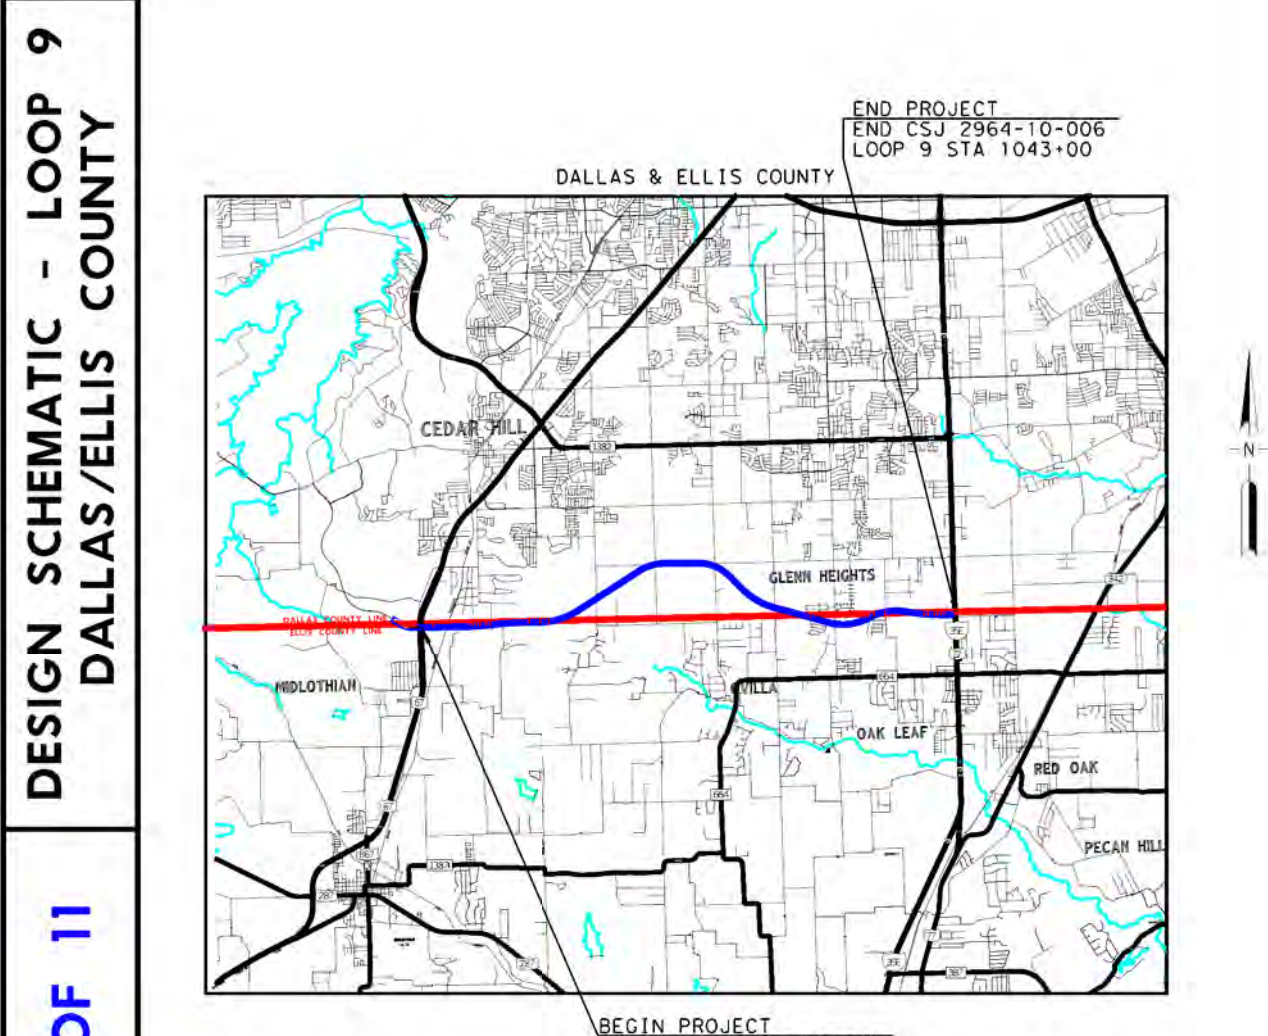 DESIGN SCHEMATIC - LOOP 9
DALLAS/ELLIS COUNTY
OF 11
END PROJECT
END CSJ 2964-10-006
LOOP 9 STA 1043+00
DALLAS & ELLIS COUNTY
CEDAR HILL
1382
N
GLENN HEIGHTS
342
DALLAS COUNTY LINE
ELLIS COUNTY LINE
35E
MIDLOTHIAN
664
67
OAK LEAF
RED OAK
664
67
PECAN HILL
1387
287
287
35E
77
387
BEGIN PROJECT